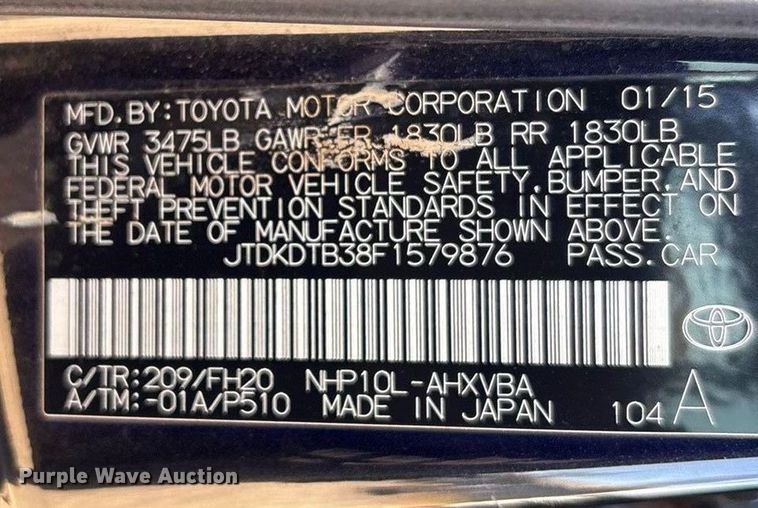 MFD.BY:TOYOTA MOTOR CORPORATION 01/15
GVWR 3475LB GAWR FR 1830LB RR 1830LB
THIS VEHICLE CONFORMS TO ALL APPLICABLE
FEDERAL MOTOR VEHICLE SAFETY,BUMPER,AND
THEFT PREVENTION STANDARDS IN EFFECT ON
THE DATE OF MANUFACTURE SHOWN ABOVE.
JTDKDTB38F1579876 PASS.CAR
C/TR:209/FH20 NHP10L-AHXVBA
A/TM:-01A/P510 MADE IN JAPAN 104 A
Purple Wave Auction